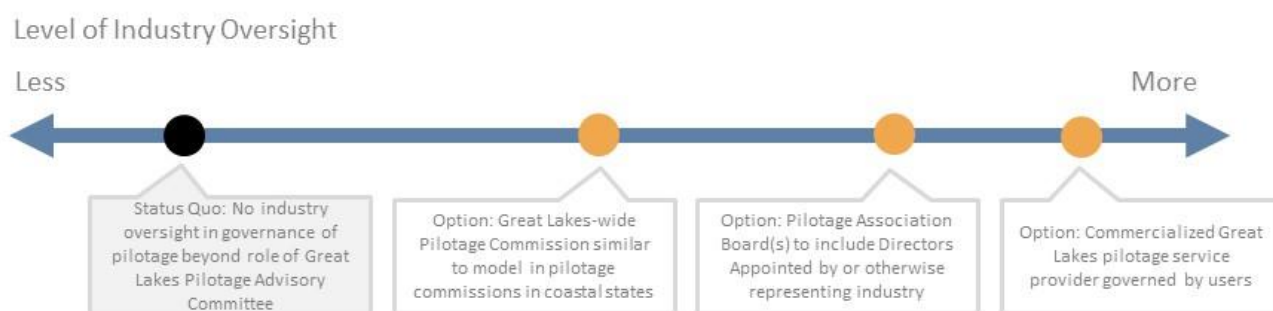 Level of Industry Oversight
Less
More
Status Quo: No industry
oversight in governance of
pilotage beyond role of Great
Lakes Pilotage Advisory
Committee
Option: Great Lakes-wide
Pilotage Commission similar
to model in pilotage
commissions in coastal states
Option: Pilotage Association
Board(s) to include Directors
Appointed by or otherwise
representing industry
Option: Commercialized Great
Lakes pilotage service
provider governed by users